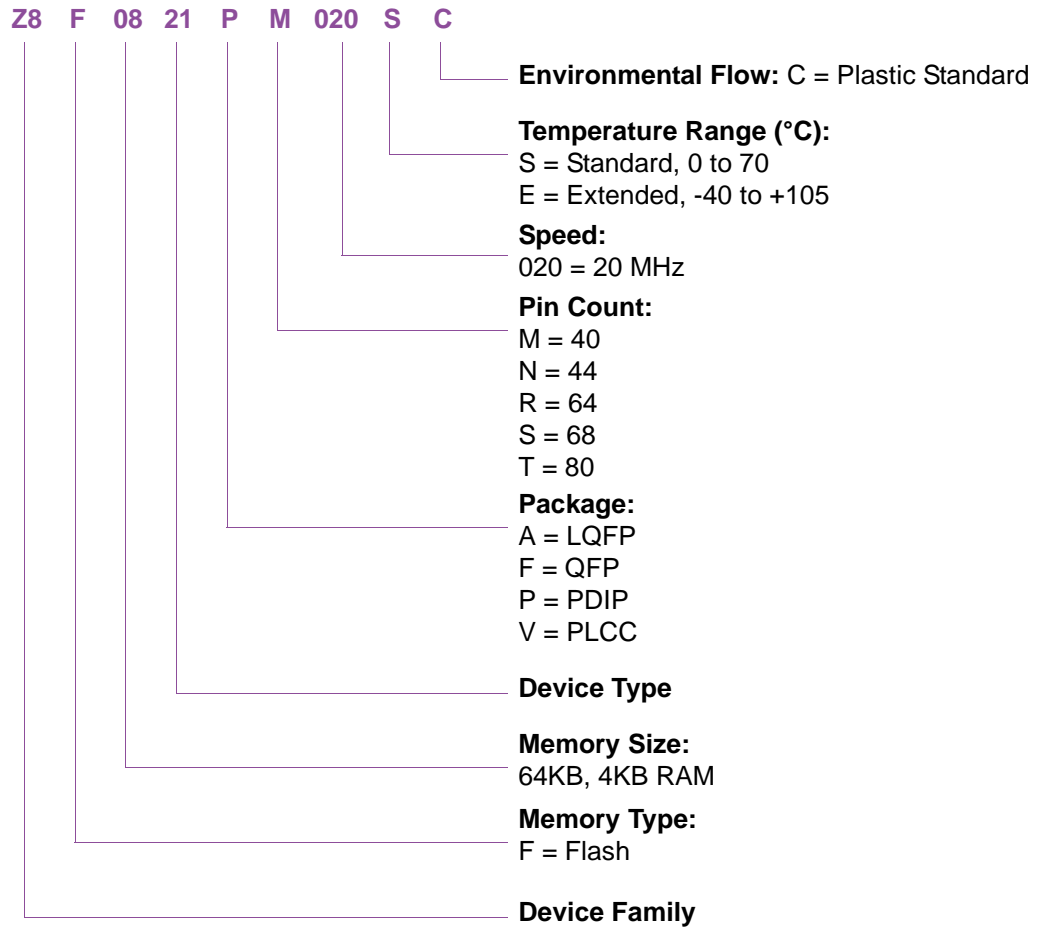 Z8 F 08 21 P M 020 S C
Environmental Flow: C = Plastic Standard
Temperature Range (°C):
S = Standard, 0 to 70
E = Extended, -40 to +105
Speed:
020 = 20 MHz
Pin Count:
M = 40
N = 44
R = 64
S = 68
T = 80
Package:
A = LQFP
F = QFP
P = PDIP
V = PLCC
Device Type
Memory Size:
64KB, 4KB RAM
Memory Type:
F = Flash
Device Family